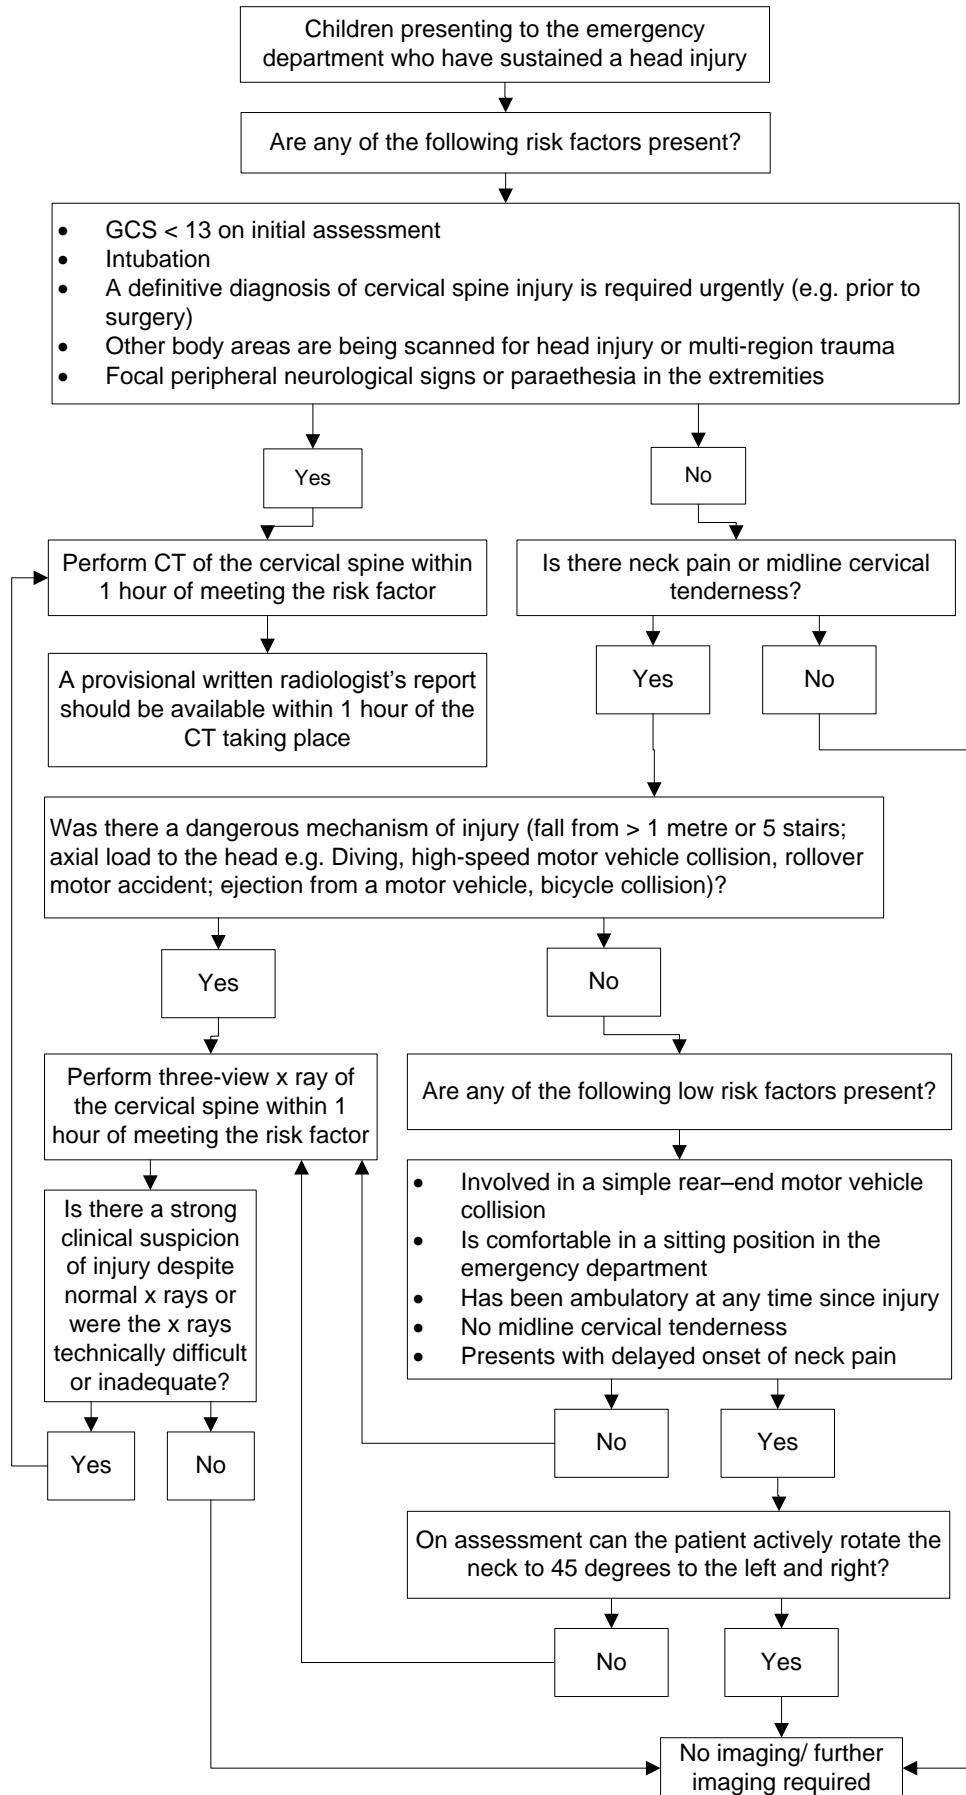 Children presenting to the emergency
department who have sustained a head injury
Are any of the following risk factors present?
• GCS < 13 on initial assessment
• Intubation
• A definitive diagnosis of cervical spine injury is required urgently (e.g. prior to
surgery)
• Other body areas are being scanned for head injury or multi-region trauma
• Focal peripheral neurological signs or paraethesia in the extremities
Yes
No
Perform CT of the cervical spine within
1 hour of meeting the risk factor
Is there neck pain or midline cervical
tenderness?
A provisional written radiologist's report
should be available within 1 hour of the
CT taking place
Yes
No
Was there a dangerous mechanism of injury (fall from > 1 metre or 5 stairs;
axial load to the head e.g. Diving, high-speed motor vehicle collision, rollover
motor accident; ejection from a motor vehicle, bicycle collision)?
Yes
No
Perform three-view x ray of
the cervical spine within 1
hour of meeting the risk factor
Are any of the following low risk factors present?
Is there a strong
clinical suspicion
of injury despite
normal x rays or
were the x rays
technically difficult
or inadequate?
• Involved in a simple rear–end motor vehicle
collision
• Is comfortable in a sitting position in the
emergency department
• Has been ambulatory at any time since injury
• No midline cervical tenderness
• Presents with delayed onset of neck pain
Yes
No
No
Yes
On assessment can the patient actively rotate the
neck to 45 degrees to the left and right?
No
Yes
No imaging/ further
imaging required